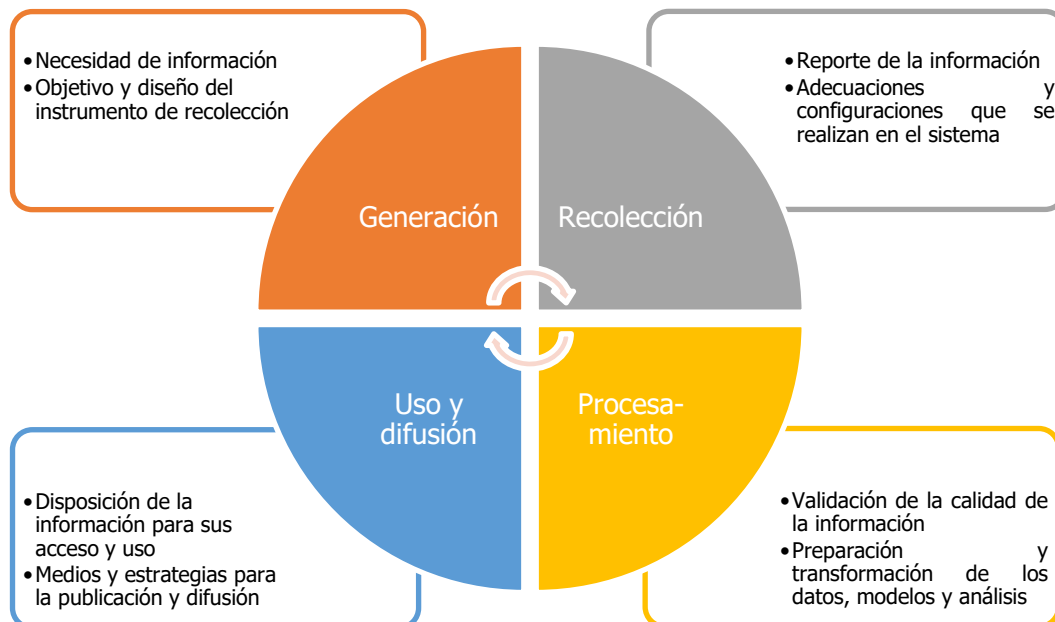 •Necesidad de información
•Objetivo y diseño del
instrumento de recolección
•Reporte de la información
•Adecuaciones y
configuraciones que se
realizan en el sistema
Generación
Recolección
Uso y
difusión
Procesa-
miento
•Disposición de la
información para sus
acceso y uso
•Medios y estrategias para
la publicación y difusión
•Validación de la calidad de
la información
•Preparación y
transformación de los
datos, modelos y análisis